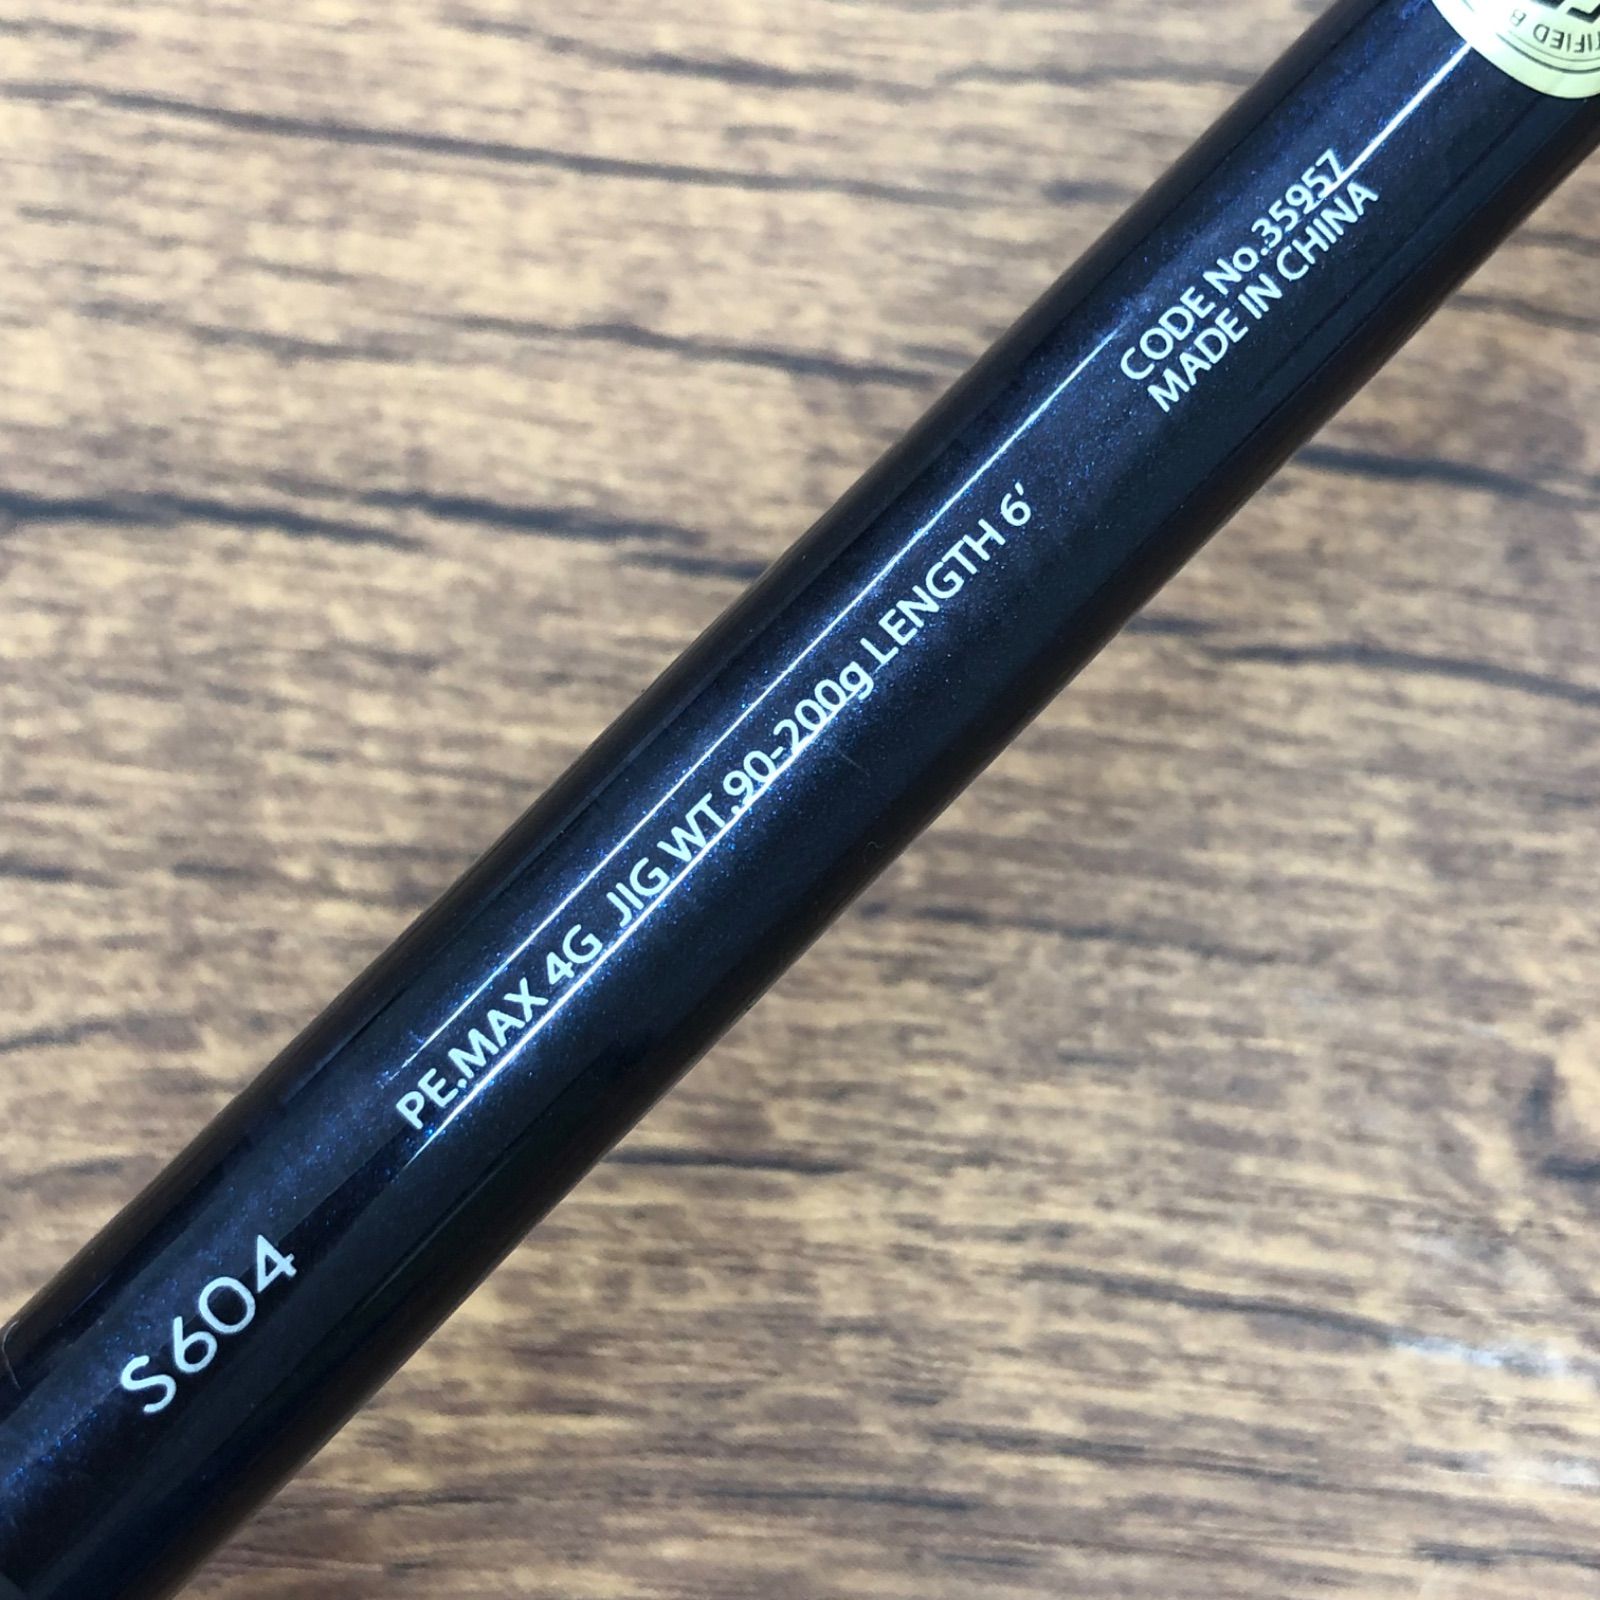 S604
PE.MAX 4G JIG WT.90-200g LENGTH 6'
CODE No.35957
MADE IN CHINA